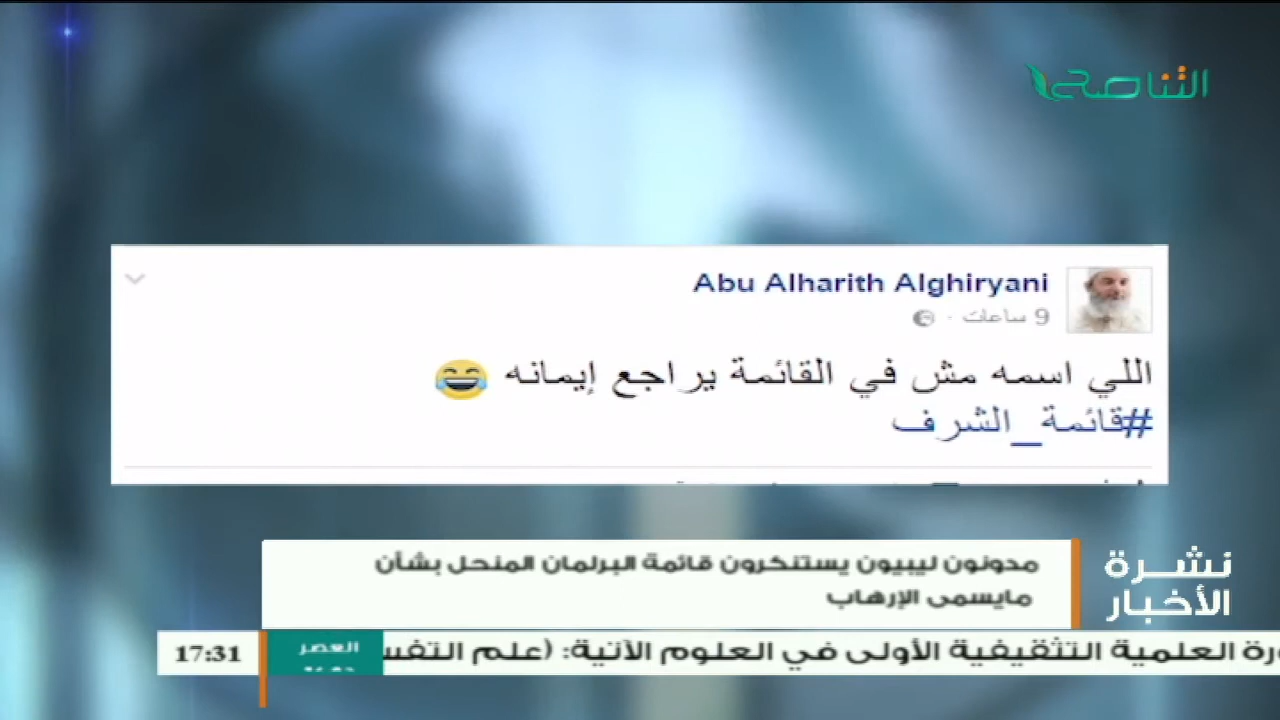 التناصح
Abu Alharith Alghiryani
9 ساعات ·
اللي اسمه مش في القائمة يراجع إيمانه 😂
#قائمة_الشرف
نشرة
الأخبار
مدونون ليبيون يستنكرون قائمة البرلمان المنحل بشأن
مايسمى الإرهاب
العلمية التثقيفية الأولى في العلوم الآتية: (علم
العصر
17:31